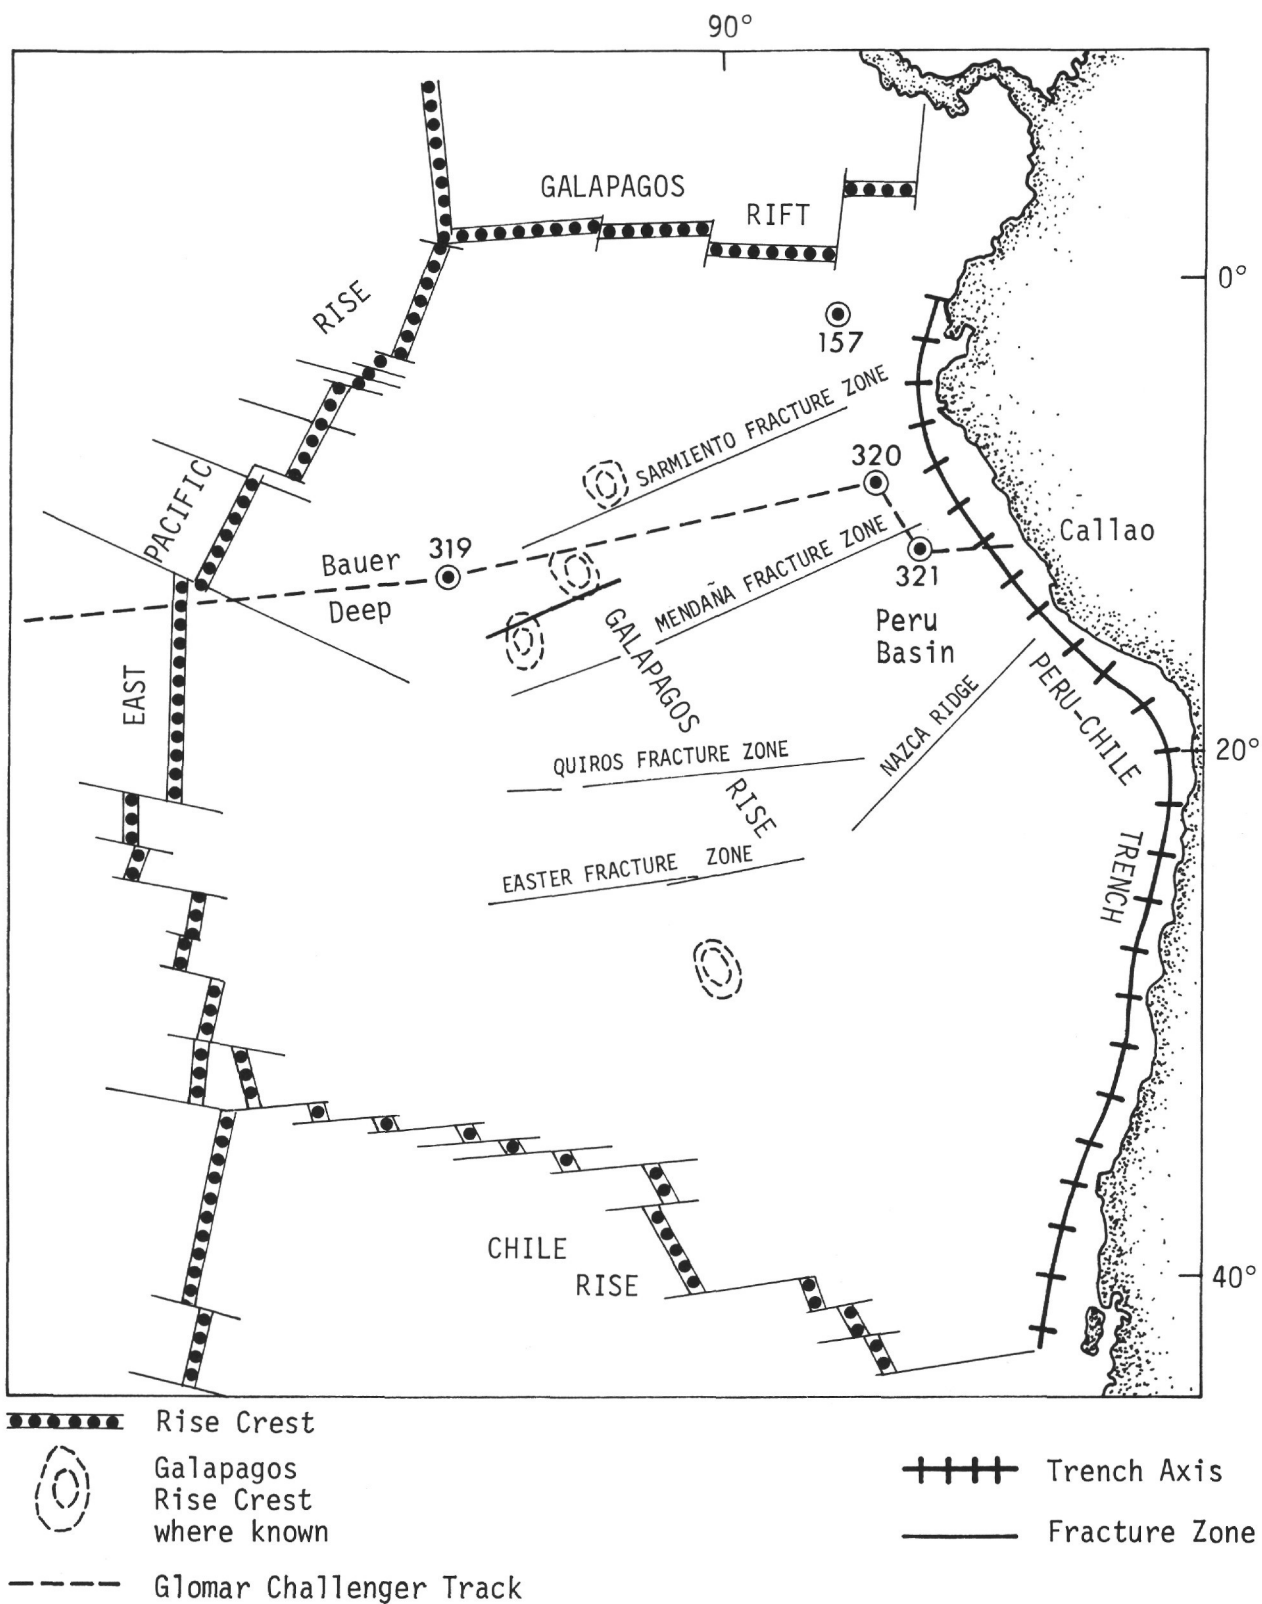 90°
GALAPAGOS
RIFT
0°
RISE
157
SARMIENTO FRACTURE ZONE
320
PACIFIC
Callao
Bauer
319
MENDAÑA FRACTURE ZONE
321
Deep
GALAPAGOS
Peru
Basin
EAST
PERU-CHILE
NAZCA RIDGE
20°
QUIROS FRACTURE ZONE
RISE
TRENCH
EASTER FRACTURE ZONE
CHILE
RISE
40°
Rise Crest
Galapagos
Rise Crest
where known
Glomar Challenger Track
Trench Axis
Fracture Zone